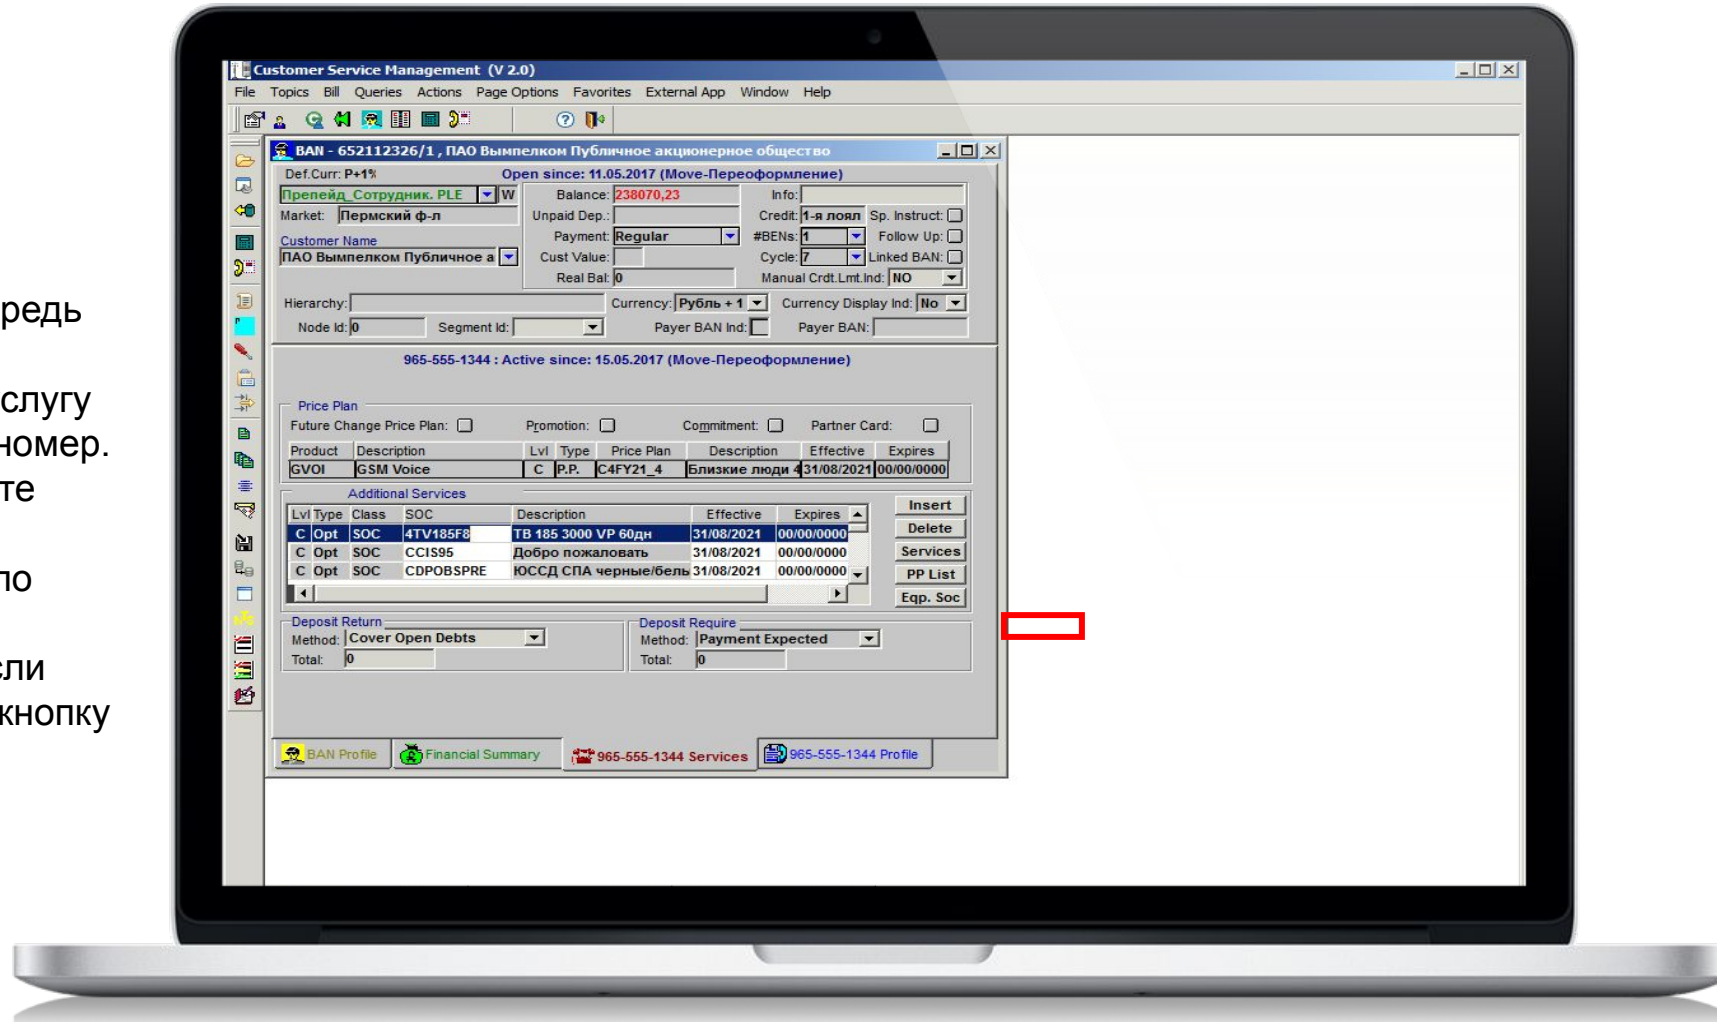 редь
слугу
номер.
те
по
сли
кнопку
Customer Service Management (V 2.0)
File Topics Bill Queries Actions Page Options Favorites External App Window Help
BAN - 652112326/1 , ПАО Вымпелком Публичное акционерное общество
Def.Curr: P+1% Open since: 11.05.2017 (Move-Переоформление)
Препейд_Сотрудник. PLE W Balance: 238070,23 Info:
Market: Пермский ф-л Unpaid Dep.: Credit: 1-я лоял Sp. Instruct:
Customer Name Payment: Regular #BENs: 1 Follow Up:
ПАО Вымпелком Публичное а Cust Value: Cycle: 7 Linked BAN:
Real Bal: 0 Manual Crdt.Lmt.Ind: NO
Hierarchy: Currency: Рубль + 1 Currency Display Ind: No
Node Id: 0 Segment Id: Payer BAN Ind: Payer BAN:
965-555-1344 : Active since: 15.05.2017 (Move-Переоформление)
Price Plan
Future Change Price Plan: Promotion: Commitment: Partner Card:
Product Description Lvl Type Price Plan Description Effective Expires
GVOI GSM Voice C P.P. C4FY21_4 Близкие люди 4 31/08/2021 00/00/0000
Additional Services
Lvl Type Class SOC Description Effective Expires
C Opt SOC 4TV185F8 ТВ 185 3000 VP 60дн 31/08/2021 00/00/0000
C Opt SOC CCIS95 Добро пожаловать 31/08/2021 00/00/0000
C Opt SOC CDPOBSPRE ЮССД СПА черные/бель 31/08/2021 00/00/0000
Insert
Delete
Services
PP List
Eqp. Soc
Deposit Return Deposit Require
Method: Cover Open Debts Method: Payment Expected
Total: 0 Total: 0
BAN Profile Financial Summary 965-555-1344 Services 965-555-1344 Profile